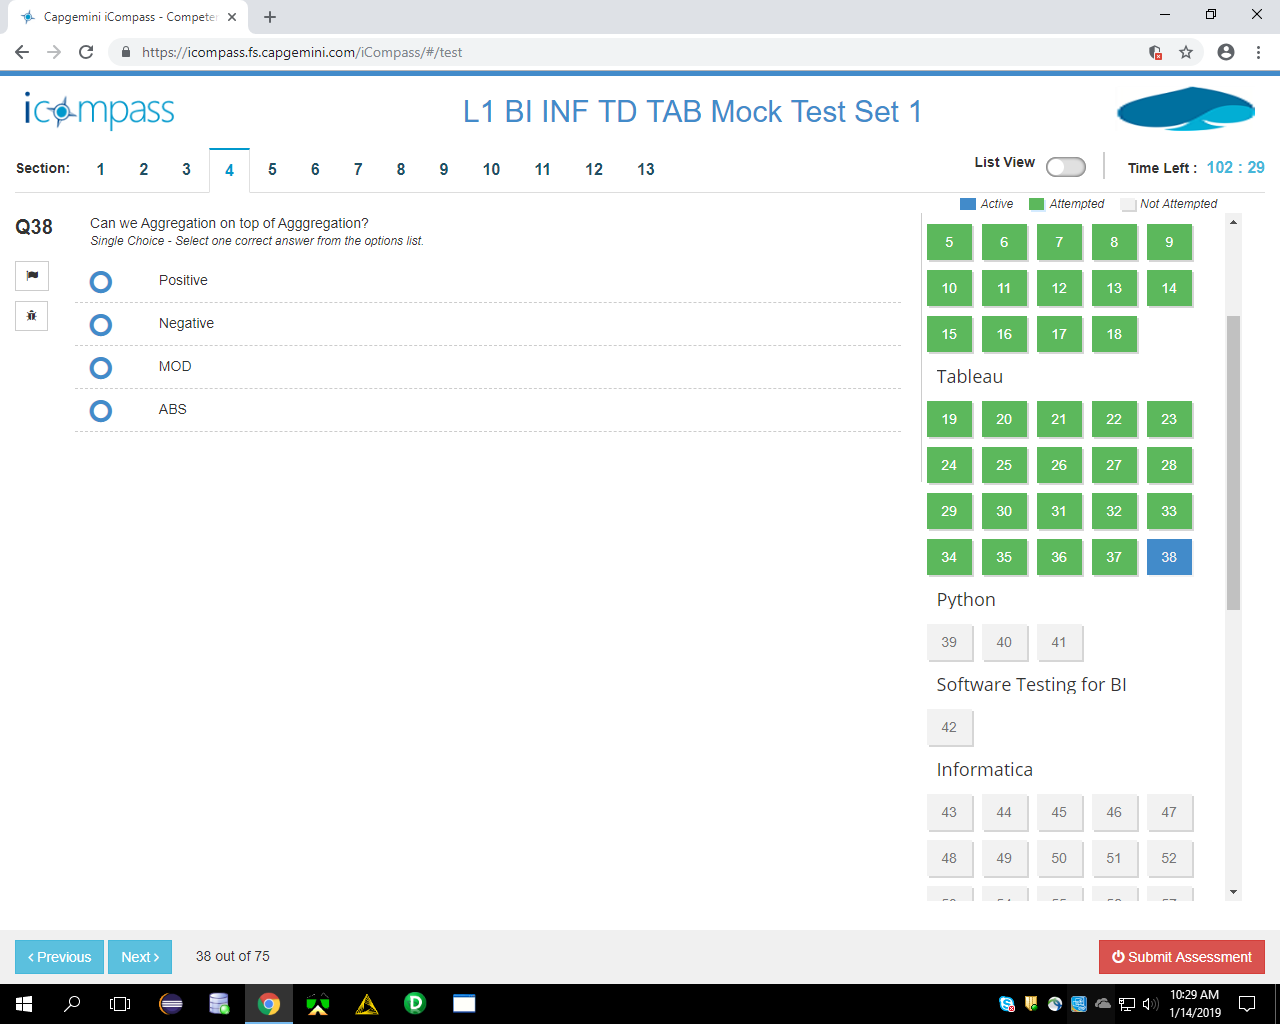 Capgemini iCompass - Competer
https://icompass.fs.capgemini.com/iCompass/#/test
icompass
L1 BI INF TD TAB Mock Test Set 1
Section: 1 2 3 4 5 6 7 8 9 10 11 12 13
List View
Time Left : 102 : 29
Active Attempted Not Attempted
Q38
Can we Aggregation on top of Agggregation?
Single Choice - Select one correct answer from the options list.
Positive
Negative
MOD
ABS
5 6 7 8 9
10 11 12 13 14
15 16 17 18
Tableau
19 20 21 22 23
24 25 26 27 28
29 30 31 32 33
34 35 36 37 38
Python
39 40 41
Software Testing for BI
42
Informatica
43 44 45 46 47
48 49 50 51 52
‹ Previous
Next ›
38 out of 75
Submit Assessment
10:29 AM
1/14/2019